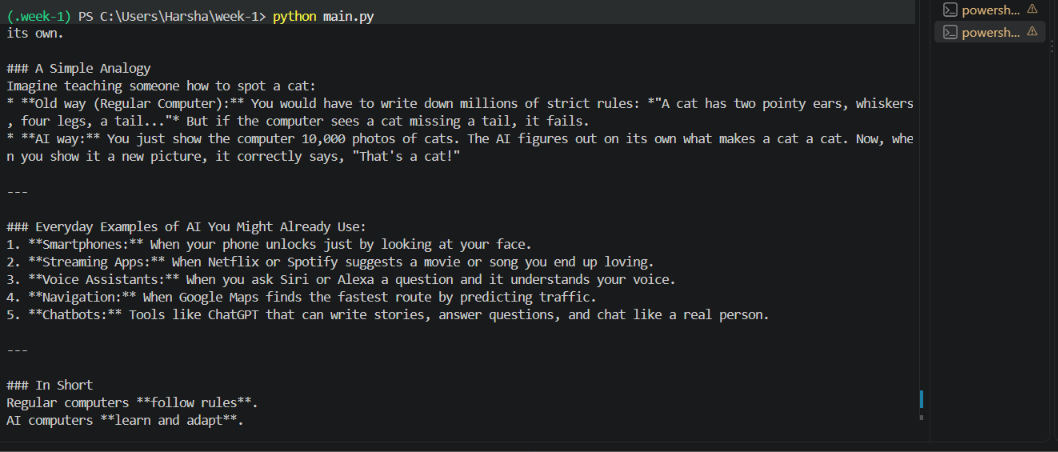 (.week-1) PS C:\Users\Harsha\week-1> python main.py
its own.
### A Simple Analogy
Imagine teaching someone how to spot a cat:
* **Old way (Regular Computer):** You would have to write down millions of strict rules: *"A cat has two pointy ears, whiskers
, four legs, a tail..."* But if the computer sees a cat missing a tail, it fails.
* **AI way:** You just show the computer 10,000 photos of cats. The AI figures out on its own what makes a cat a cat. Now, whe
n you show it a new picture, it correctly says, "That's a cat!"
---
### Everyday Examples of AI You Might Already Use:
1. **Smartphones:** When your phone unlocks just by looking at your face.
2. **Streaming Apps:** When Netflix or Spotify suggests a movie or song you end up loving.
3. **Voice Assistants:** When you ask Siri or Alexa a question and it understands your voice.
4. **Navigation:** When Google Maps finds the fastest route by predicting traffic.
5. **Chatbots:** Tools like ChatGPT that can write stories, answer questions, and chat like a real person.
---
### In Short
Regular computers **follow rules**.
AI computers **learn and adapt**.
powersh...
powersh...